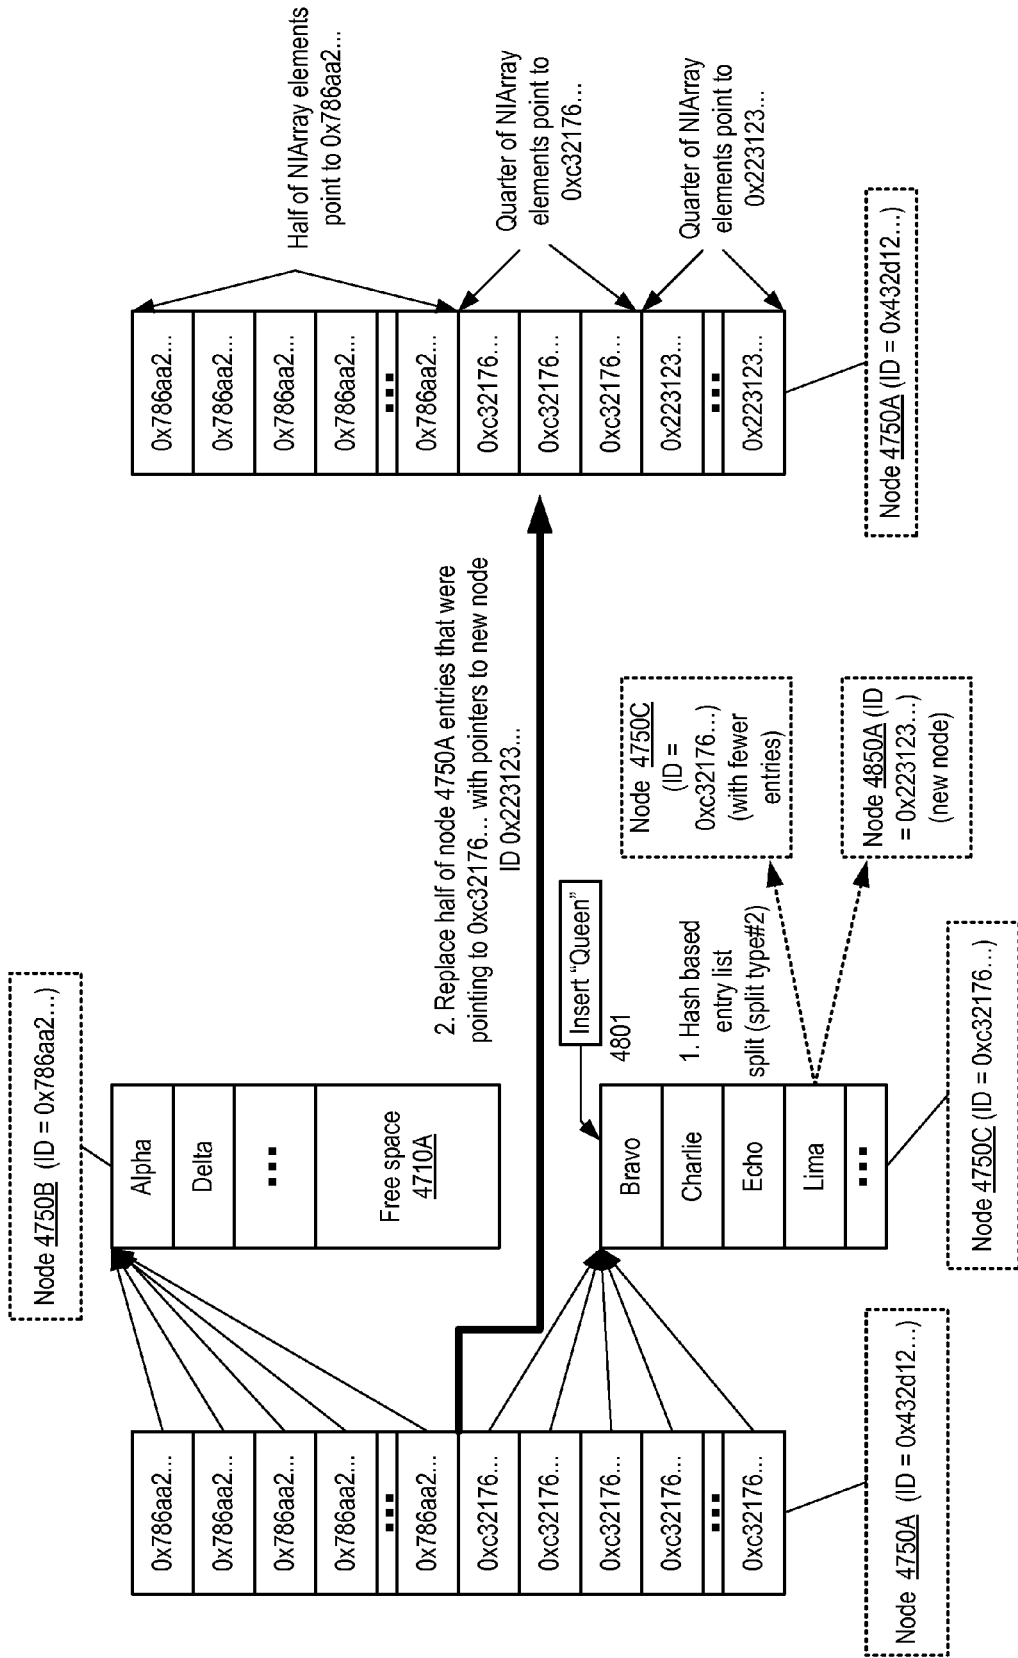 Node 4750B (ID = 0x786aa2...)
0x786aa2...
0x786aa2...
0x786aa2...
0x786aa2...
...
0x786aa2...
0xc32176...
0xc32176...
0xc32176...
0xc32176...
...
0xc32176...
Node 4750A (ID = 0x432d12...)
Alpha
Delta
...
Free space
4710A
Insert “Queen”
4801
Bravo
Charlie
Echo
Lima
...
Node 4750C (ID = 0xc32176...)
1. Hash based
entry list
split (split type#2)
Node 4750C
(ID =
0xc32176...)
(with fewer
entries)
Node 4850A (ID
= 0x223123...)
(new node)
2. Replace half of node 4750A entries that were
pointing to 0xc32176... with pointers to new node
ID 0x223123...
0x786aa2...
0x786aa2...
0x786aa2...
0x786aa2...
...
0x786aa2...
0xc32176...
0xc32176...
0xc32176...
0x223123...
...
0x223123...
Node 4750A (ID = 0x432d12...)
Half of NIArray elements
point to 0x786aa2...
Quarter of NIArray
elements point to
0xc32176...
Quarter of NIArray
elements point to
0x223123...